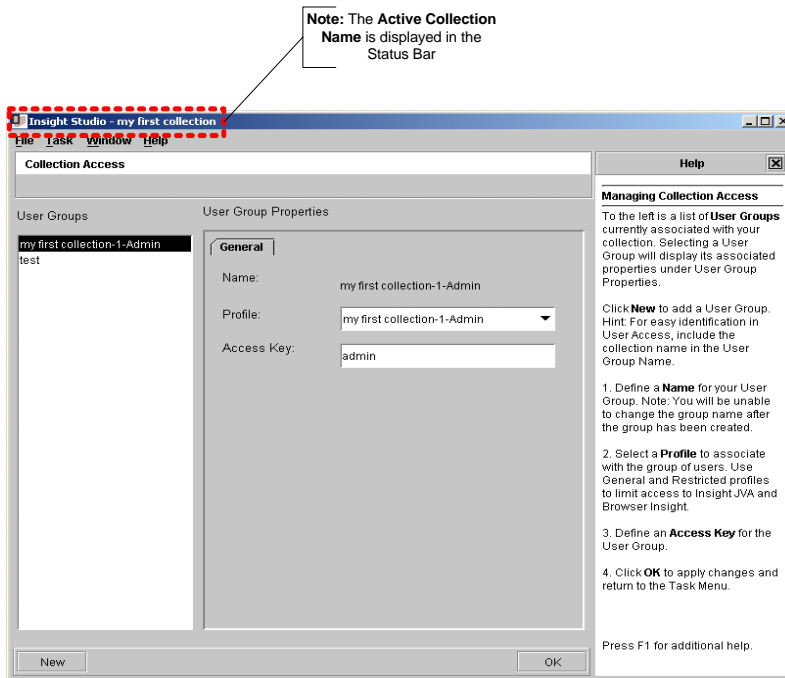 Note: The Active Collection
Name is displayed in the
Status Bar
Insight Studio - my first collection
File Task Window Help
Collection Access
User Groups
my first collection-1-Admin
test
User Group Properties
General
Name:
my first collection-1-Admin
Profile:
my first collection-1-Admin
Access Key:
admin
New
OK
Help
Managing Collection Access
To the left is a list of User Groups
currently associated with your
collection. Selecting a User
Group will display its associated
properties under User Group
Properties.
Click New to add a User Group.
Hint: For easy identification in
User Access, include the
collection name in the User
Group Name.
1. Define a Name for your User
Group. Note: You will be unable
to change the group name after
the group has been created.
2. Select a Profile to associate
with the group of users. Use
General and Restricted profiles
to limit access to Insight JVA and
Browser Insight.
3. Define an Access Key for the
User Group.
4. Click OK to apply changes and
return to the Task Menu.
Press F1 for additional help.